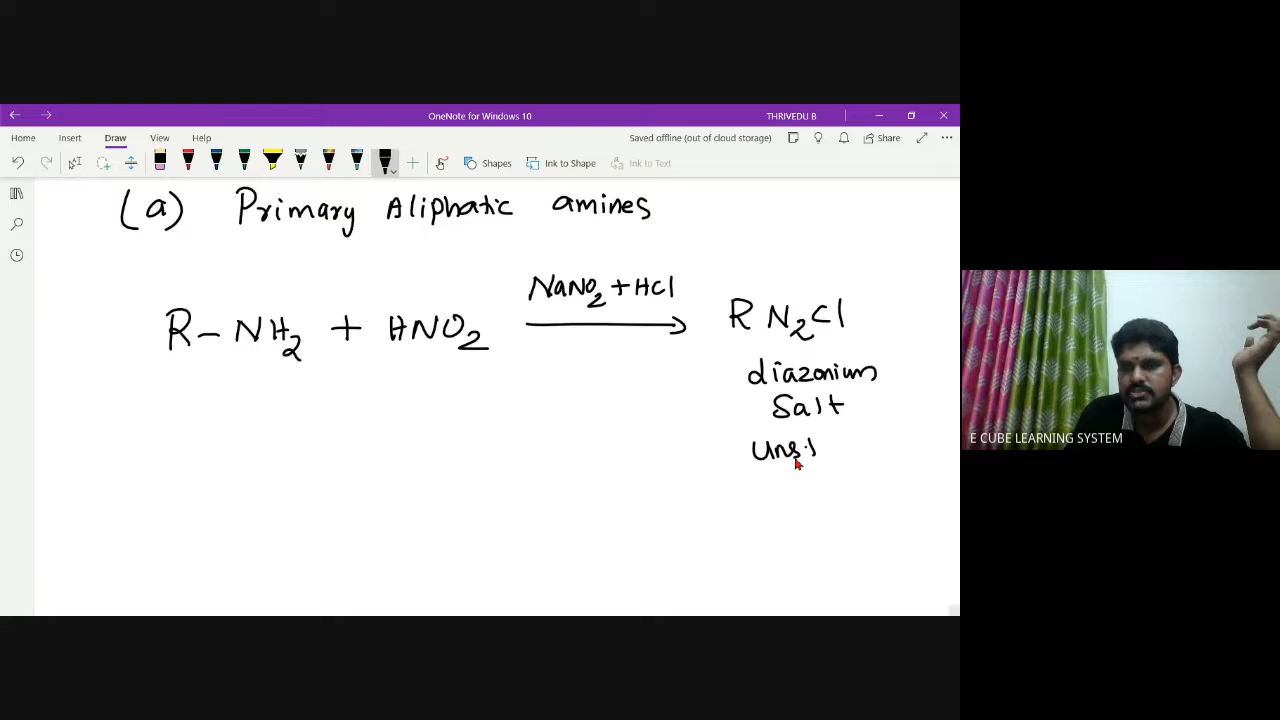 OneNote for Windows 10
THRIVEDU B
Home Insert Draw View Help
Saved offline (out of cloud storage)
Share
Shapes
Ink to Shape
Ink to Text
(a) Primary Aliphatic amines
NaNO2 + HCl
R - NH2 + HNO2 → R N2Cl
diazonium
Salt
E CUBE LEARNING SYSTEM